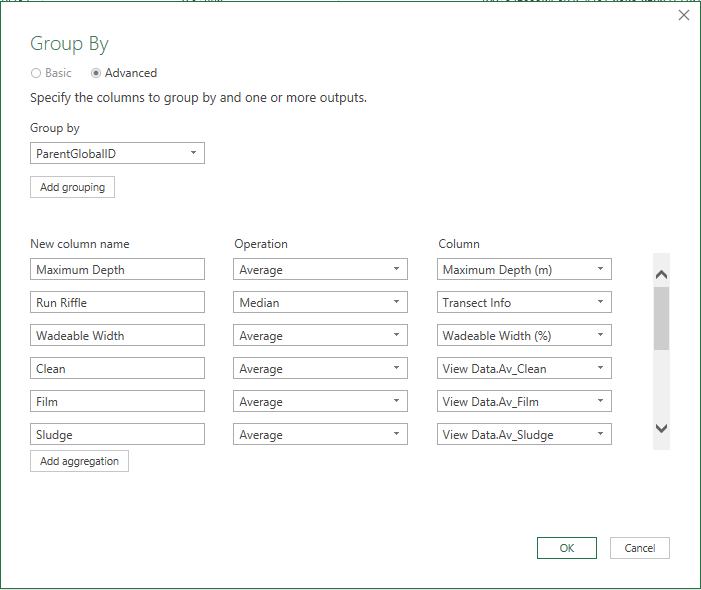 Group By
Basic Advanced
Specify the columns to group by and one or more outputs.
Group by
ParentGlobalID
Add grouping
New column name Operation Column
Maximum Depth Average Maximum Depth (m)
Run Riffle Median Transect Info
Wadeable Width Average Wadeable Width (%)
Clean Average View Data.Av_Clean
Film Average View Data.Av_Film
Sludge Average View Data.Av_Sludge
Add aggregation
OK Cancel